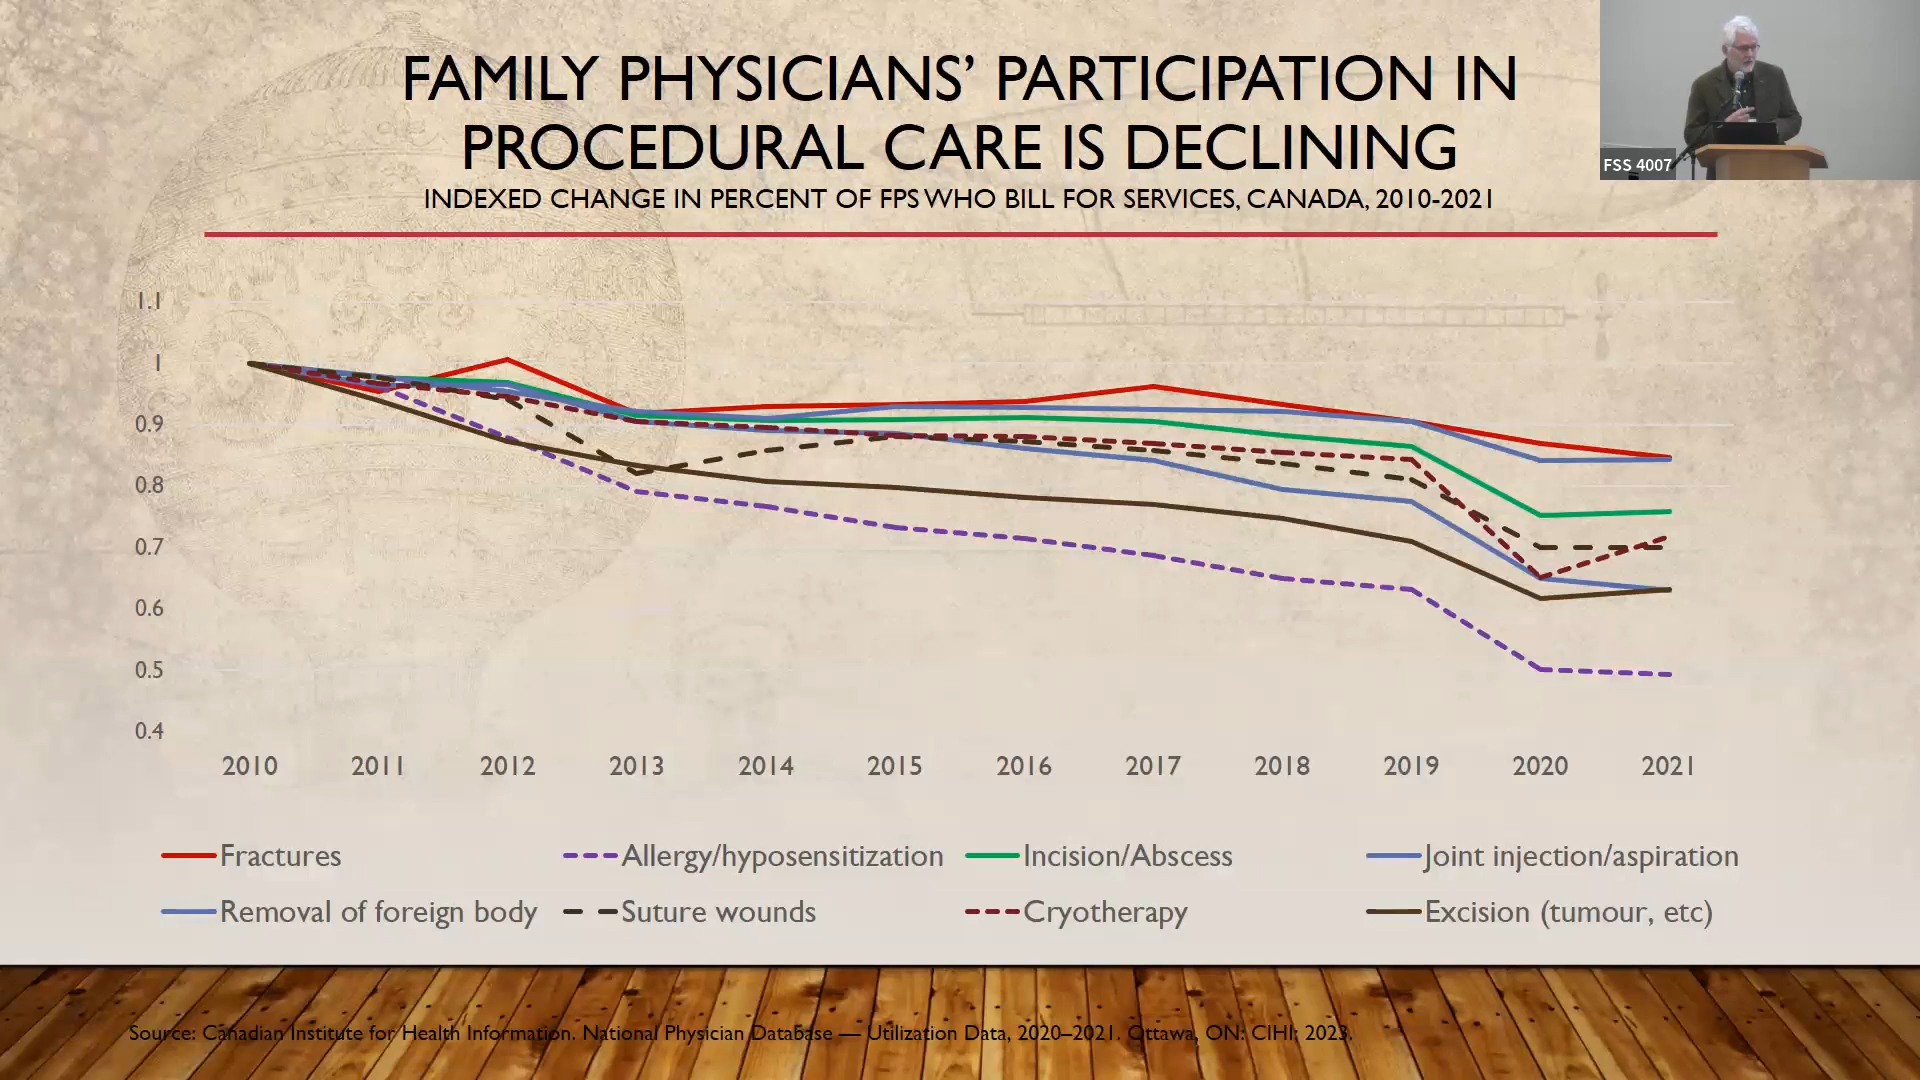 FAMILY PHYSICIANS' PARTICIPATION IN
PROCEDURAL CARE IS DECLINING
INDEXED CHANGE IN PERCENT OF FPS WHO BILL FOR SERVICES, CANADA, 2010-2021
FSS 4007
1.1
1
0.9
0.8
0.7
0.6
0.5
0.4
2010 2011 2012 2013 2014 2015 2016 2017 2018 2019 2020 2021
Fractures Allergy/hyposensitization Incision/Abscess Joint injection/aspiration
Removal of foreign body Suture wounds Cryotherapy Excision (tumour, etc)
Source: Canadian Institute for Health Information. National Physician Database — Utilization Data, 2020–2021. Ottawa, ON: CIHI; 2023.